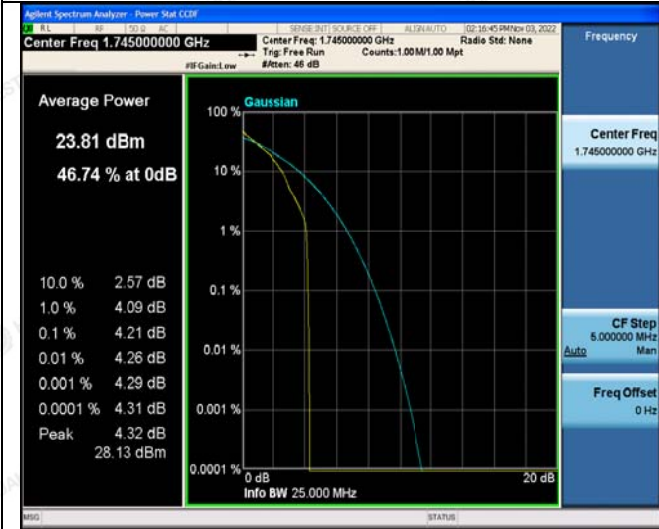 Agilent Spectrum Analyzer - Power Stat CCDF
RL RF 50 Ω AC SENSE:INT SOURCE OFF ALIGNAUTO 02:16:45 PM Nov 03, 2022
Center Freq 1.745000000 GHz
Center Freq: 1.745000000 GHz Radio Std: None
Trig: Free Run Counts:1.00 M/1.00 Mpt
#IFGain:Low #Atten: 46 dB
Frequency
Average Power
23.81 dBm
46.74 % at 0dB
10.0 % 2.57 dB
1.0 % 4.09 dB
0.1 % 4.21 dB
0.01 % 4.26 dB
0.001 % 4.29 dB
0.0001 % 4.31 dB
Peak 4.32 dB
28.13 dBm
Gaussian
100 %
10 %
1 %
0.1 %
0.01 %
0.001 %
0.0001 %
0 dB 20 dB
Info BW 25.000 MHz
Center Freq
1.745000000 GHz
CF Step
5.000000 MHz
Auto Man
Freq Offset
0 Hz
MSG STATUS